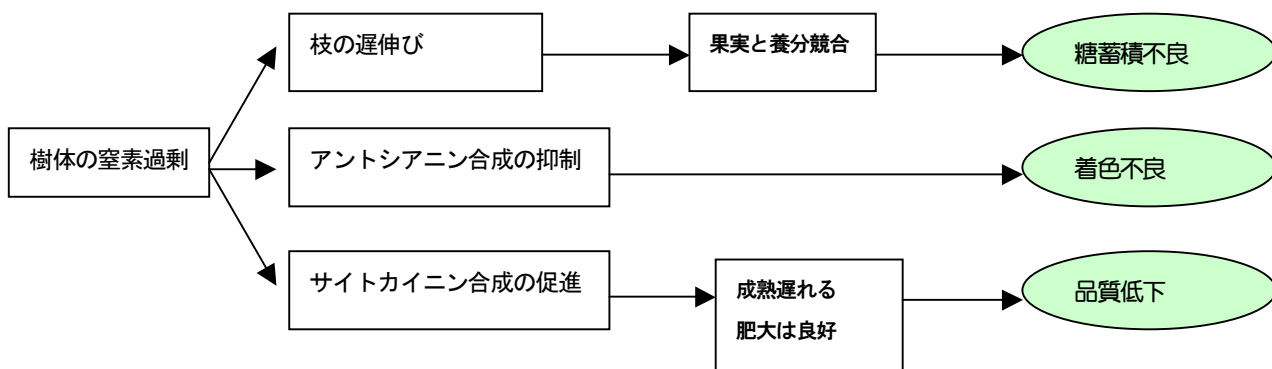 枝の遅伸び
果実と養分競合
糖蓄積不良
樹体の窒素過剰
アントシアニン合成の抑制
着色不良
サイトカイニン合成の促進
成熟遅れる
肥大は良好
品質低下